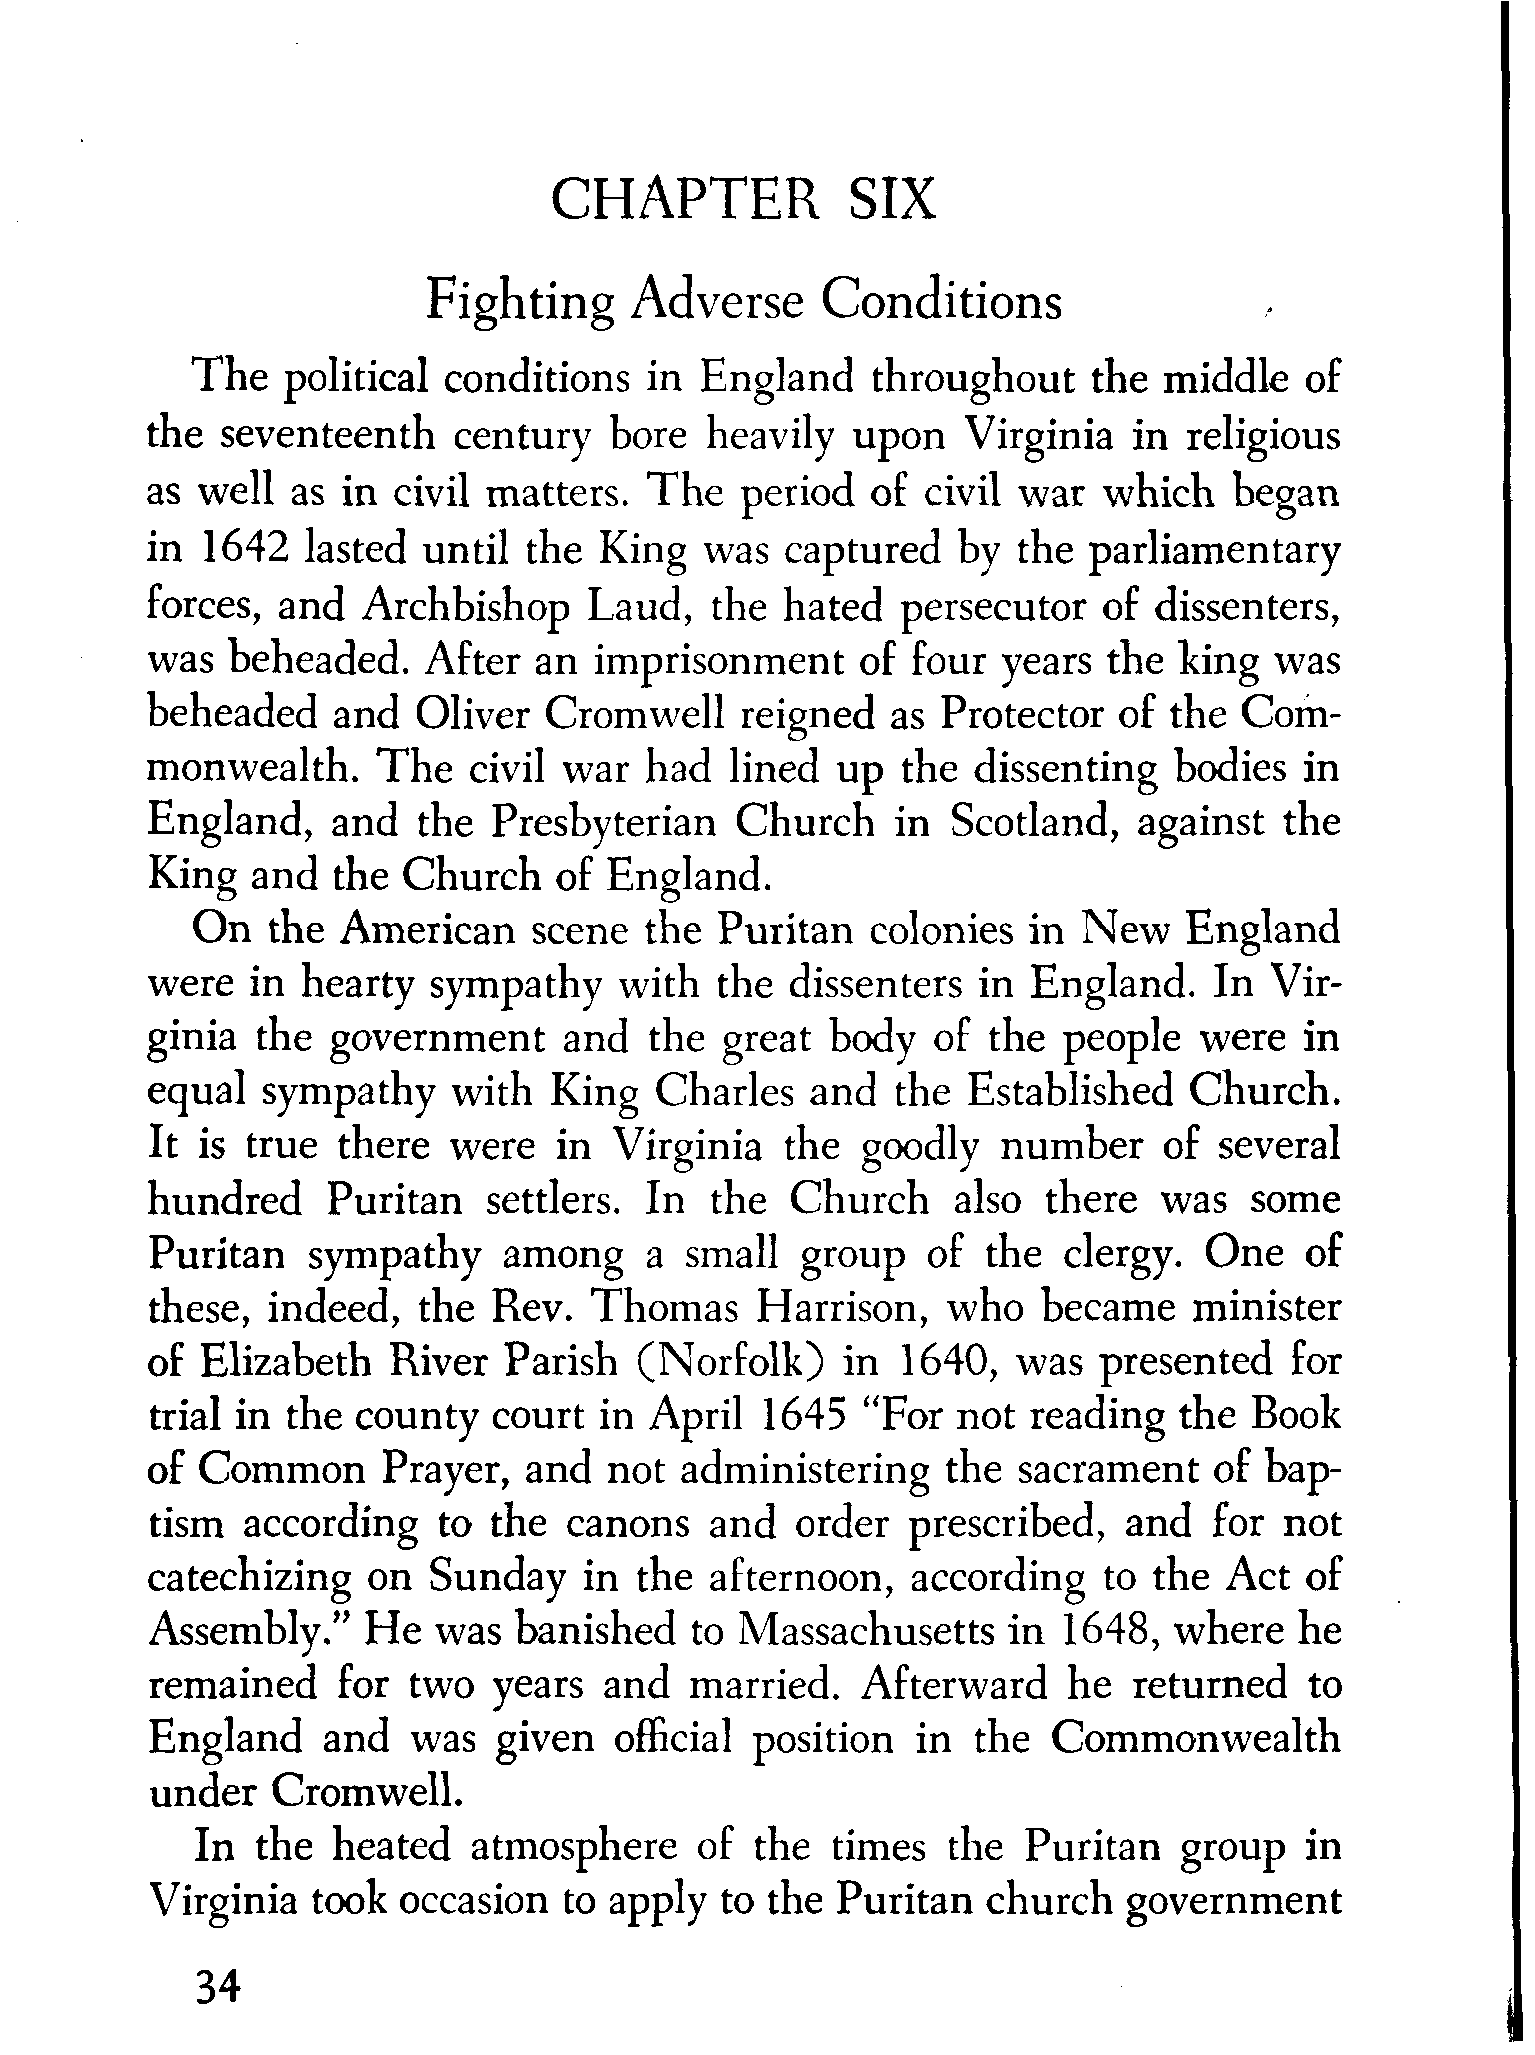 CHAPTER SIX
Fighting Adverse Conditions
The political conditions in England throughout the middle of
the seventeenth century bore heavily upon Virginia in religious
as well as in civil matters. The period of civil war which began
in 1642 lasted until the King was captured by the parliamentary
forces, and Archbishop Laud, the hated persecutor of dissenters,
was beheaded. After an imprisonment of four years the king was
beheaded and Oliver Cromwell reigned as Protector of the Com-
monwealth. The civil war had lined up the dissenting bodies in
England, and the Presbyterian Church in Scotland, against the
King and the Church of England.
On the American scene the Puritan colonies in New England
were in hearty sympathy with the dissenters in England. In Vir-
ginia the government and the great body of the people were in
equal sympathy with King Charles and the Established Church.
It is true there were in Virginia the goodly number of several
hundred Puritan settlers. In the Church also there was some
Puritan sympathy among a small group of the clergy. One of
these, indeed, the Rev. Thomas Harrison, who became minister
of Elizabeth River Parish (Norfolk) in 1640, was presented for
trial in the county court in April 1645 "For not reading the Book
of Common Prayer, and not administering the sacrament of bap-
tism according to the canons and order prescribed, and for not
catechizing on Sunday in the afternoon, according to the Act of
Assembly." He was banished to Massachusetts in 1648, where he
remained for two years and married. Afterward he returned to
England and was given official position in the Commonwealth
under Cromwell.
In the heated atmosphere of the times the Puritan group in
Virginia took occasion to apply to the Puritan church government
34